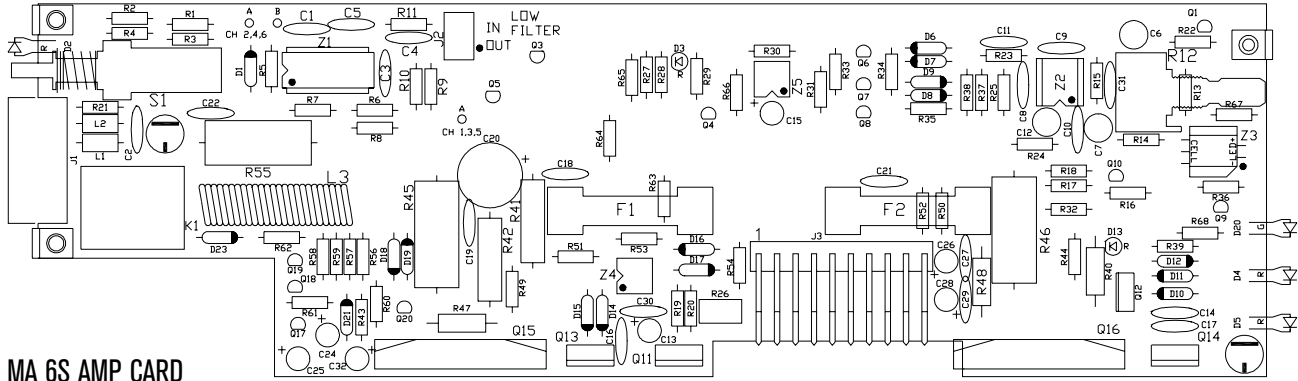 R2
R4
R1
R3
A
B
CH 2,4,6
C1
C5
R11
C4
J2
IN
OUT
LOW
FILTER
Q3
R
D2
D1
R5
Z1
C3
R10
R9
Q5
R65
R27
R28
D3
R
R29
R66
R30
Z5
C15
R31
R33
Q6
Q7
Q8
Q4
R34
D6
D7
D9
D8
R35
C11
R23
R38
R37
R25
C8
C9
Z2
C12
C10
R24
C7
R15
C31
C6
Q1
R22
R12
R13
R67
R14
Z3
CELL
-LED+
R21
L2
L1
S1
C2
C22
R7
R6
R8
A
CH 1,3,5
C20
R64
J1
R55
L3
K1
R45
C19
R42
R41
C18
F1
R63
C21
F2
R52
R50
R46
R18
R17
R32
Q10
R16
R36
Q9
R68
D20
G
D23
R62
R58
R59
R57
R56
D18
D19
R51
R53
D16
D17
R54
1
J3
C26
C27
C28
C29
R48
R44
R40
D13
R
Q12
R39
D12
D11
D10
D4
R
Q19
Q18
R61
Q17
D21
R43
R60
Q20
R49
R47
Z4
D15
D14
C30
C16
C13
R19
R20
R26
C14
C17
D5
R
C24
C25
C32
Q15
Q13
Q11
Q16
Q14
MA 6S AMP CARD